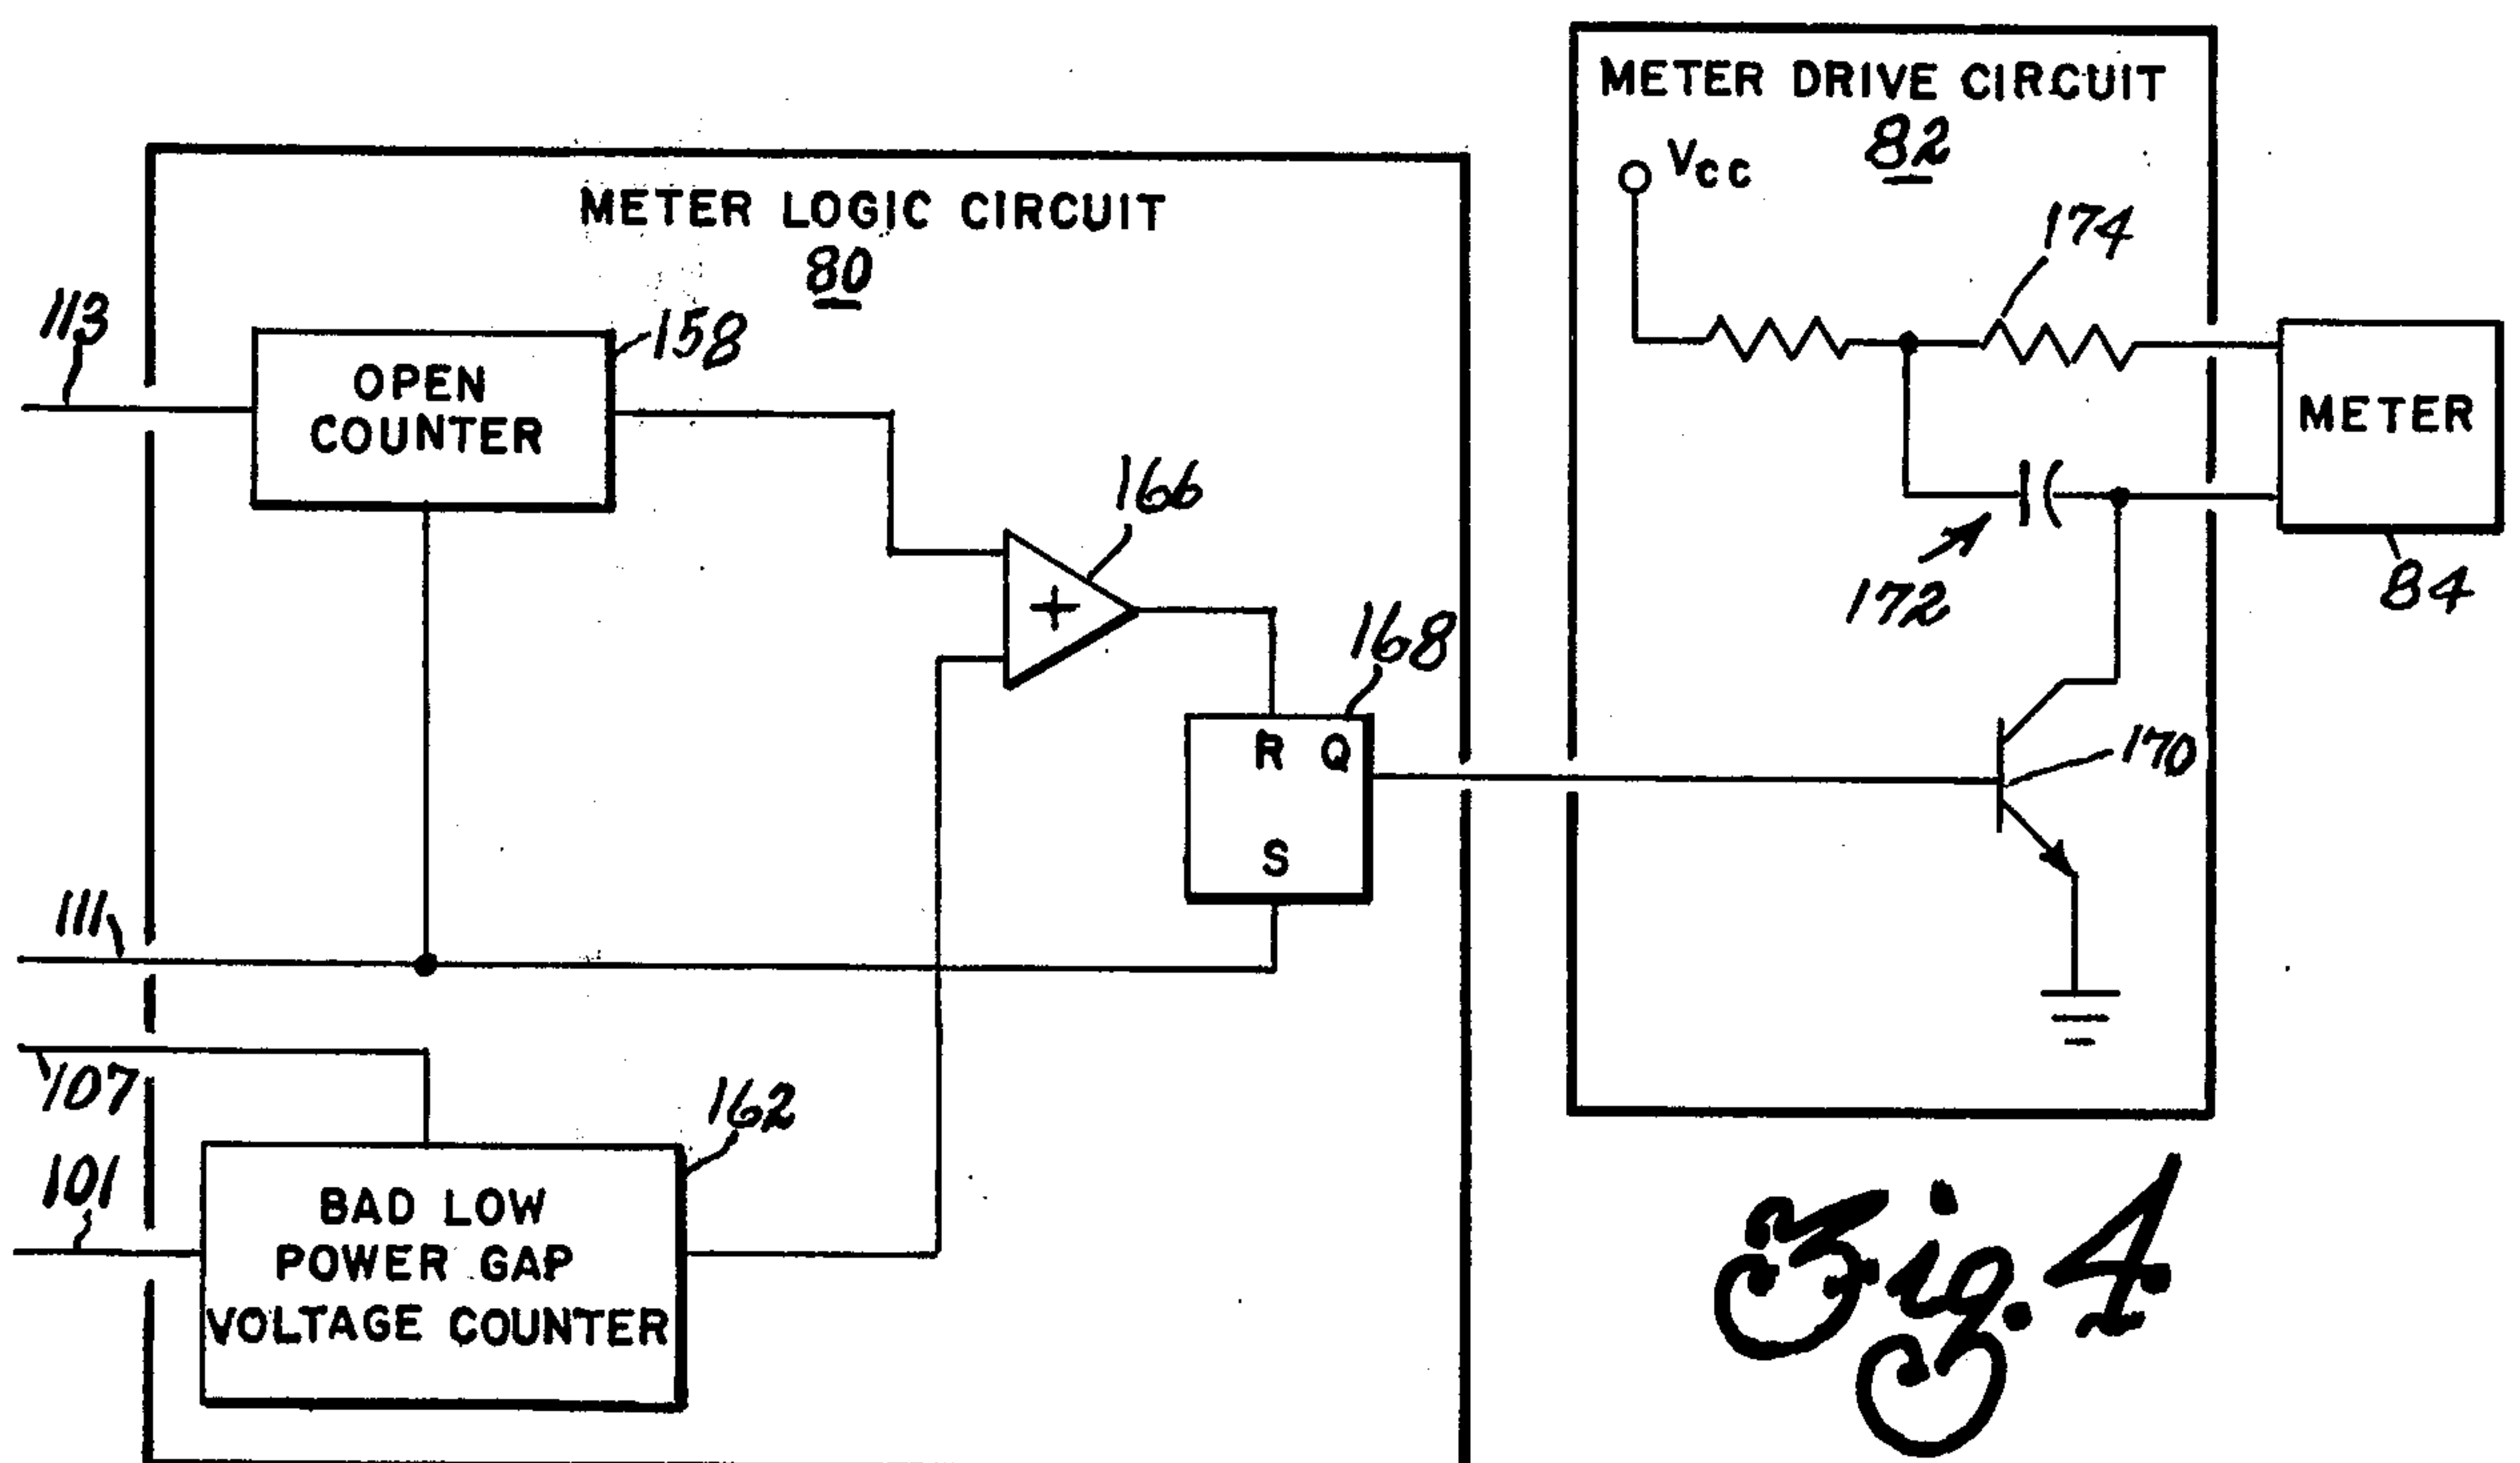 METER DRIVE CIRCUIT
82
Vcc
174
METER LOGIC CIRCUIT
80
113
158
OPEN
COUNTER
METER
84
166
172
168
R Q
S
170
111
107
162
101
BAD LOW
POWER GAP
VOLTAGE COUNTER
Fig. 4